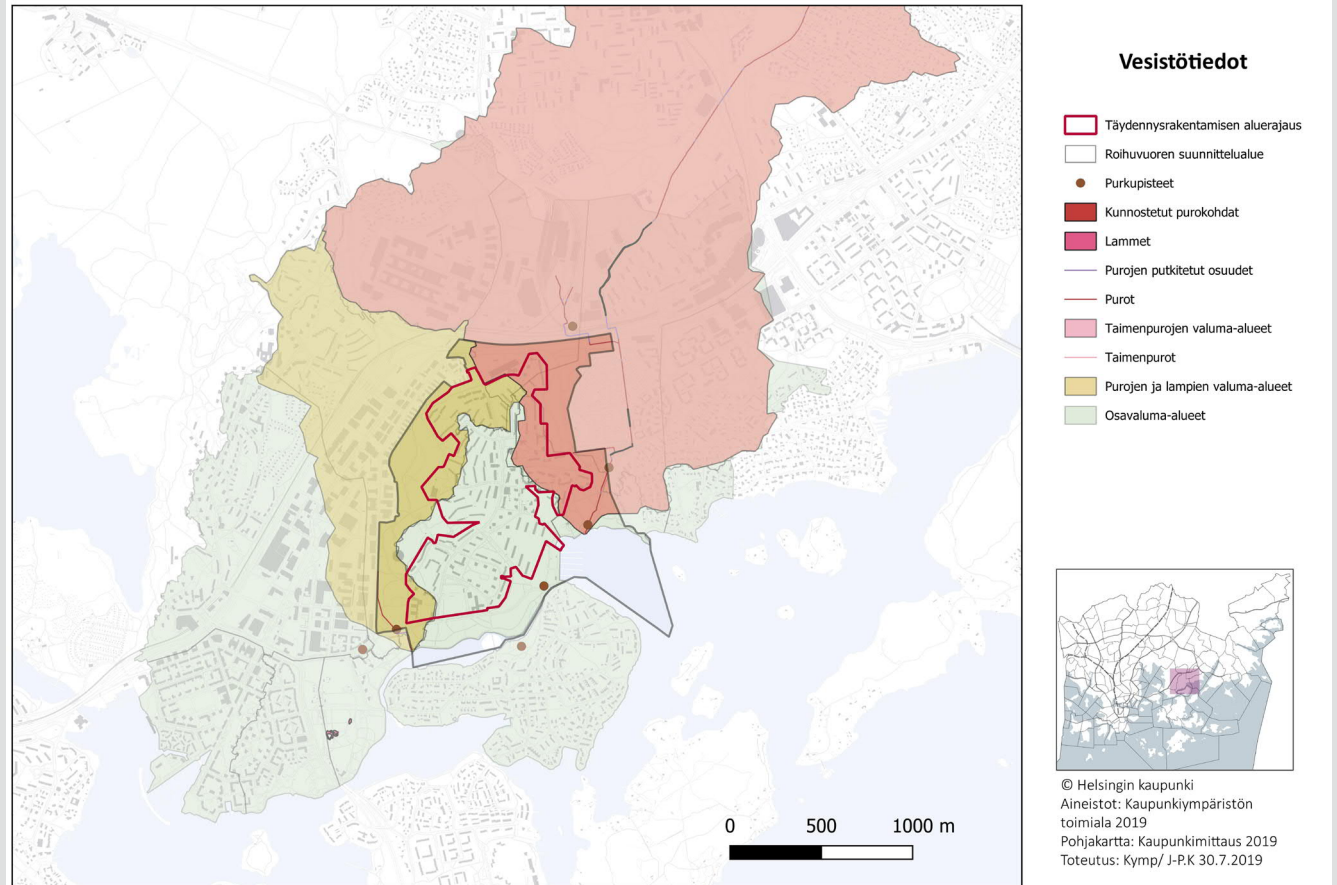 Vesistötiedot
Täydennysrakentamisen aluerajaus
Roihuvuoren suunnittelualue
Purkupisteet
Kunnostetut purokohdat
Lammet
Purojen putkitetut osuudet
Purot
Taimenpurojen valuma-alueet
Taimenpurot
Purojen ja lampien valuma-alueet
Osavaluma-alueet
0 500 1000 m
© Helsingin kaupunki
Aineistot: Kaupunkiympäristön
toimiala 2019
Pohjakartta: Kaupunkimittaus 2019
Toteutus: Kymp/ J-P.K 30.7.2019